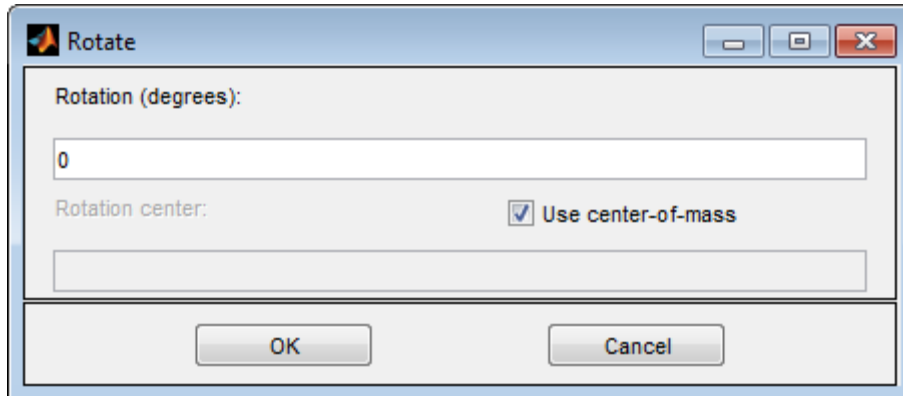 Rotate
Rotation (degrees):
0
Rotation center:
Use center-of-mass
OK
Cancel